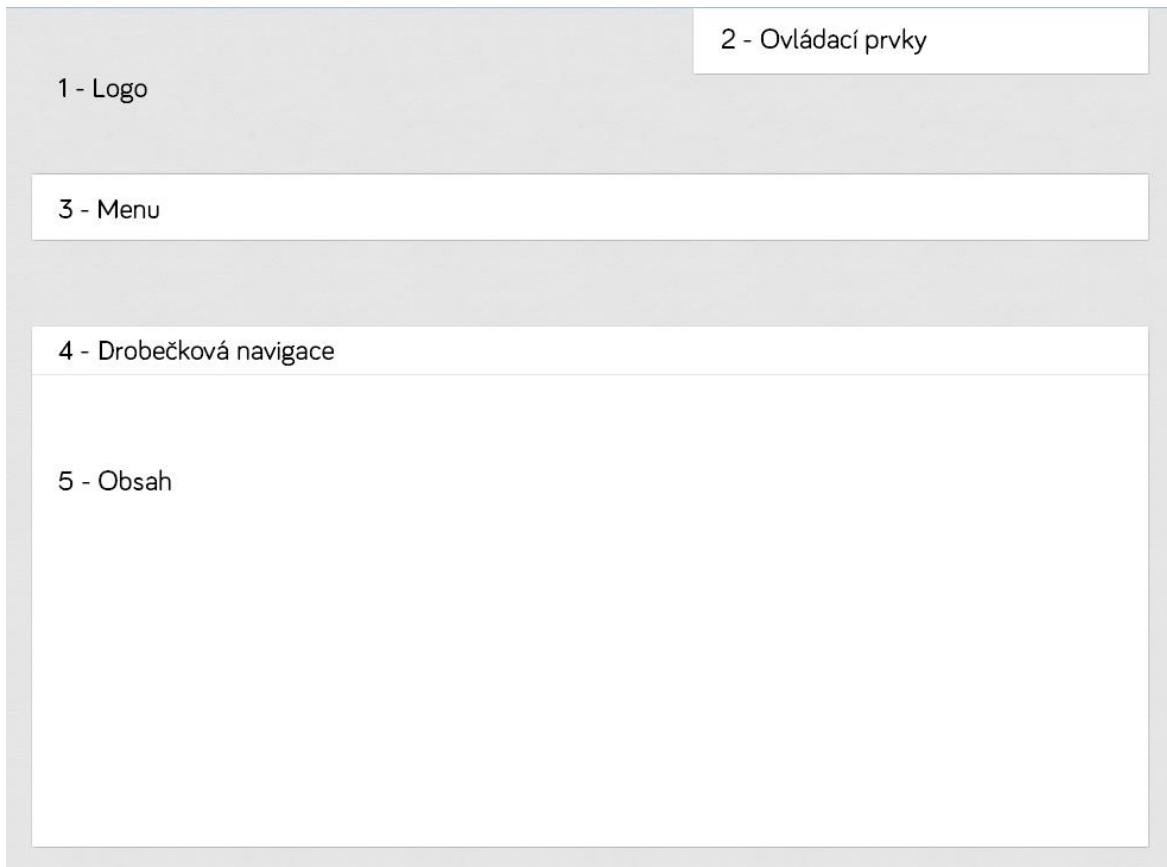 2 - Ovládací prvky
1 - Logo
3 - Menu
4 - Drobečková navigace
5 - Obsah